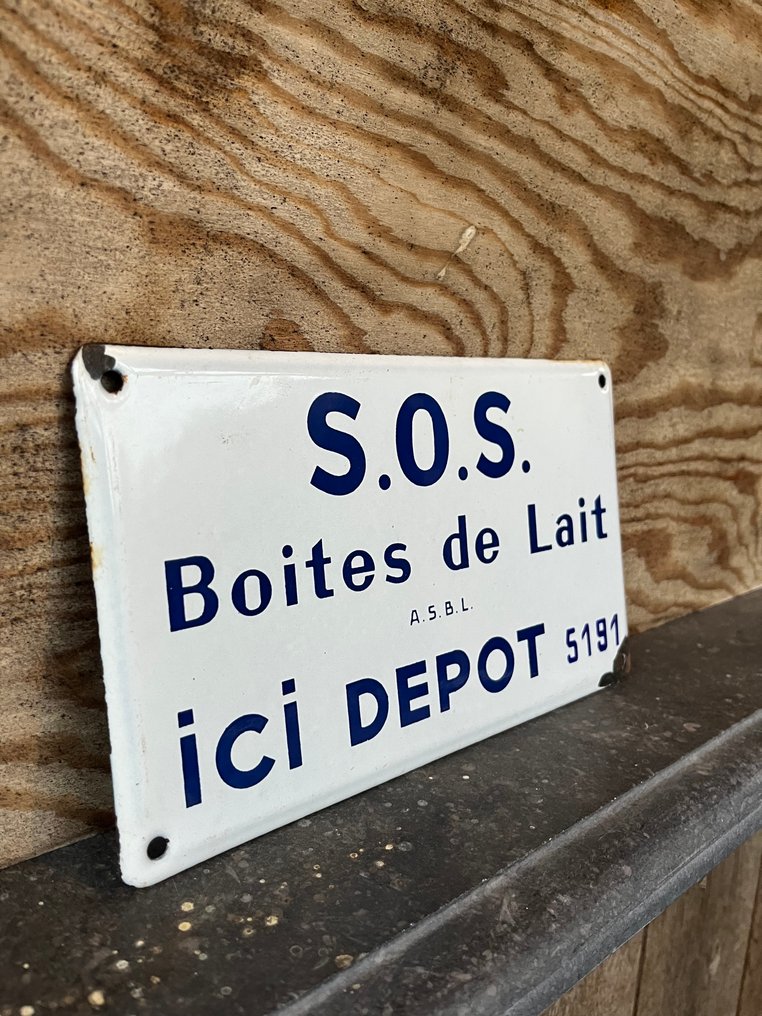 S.O.S.
Boites de Lait
A.S.B.L.
ici DEPOT 5191